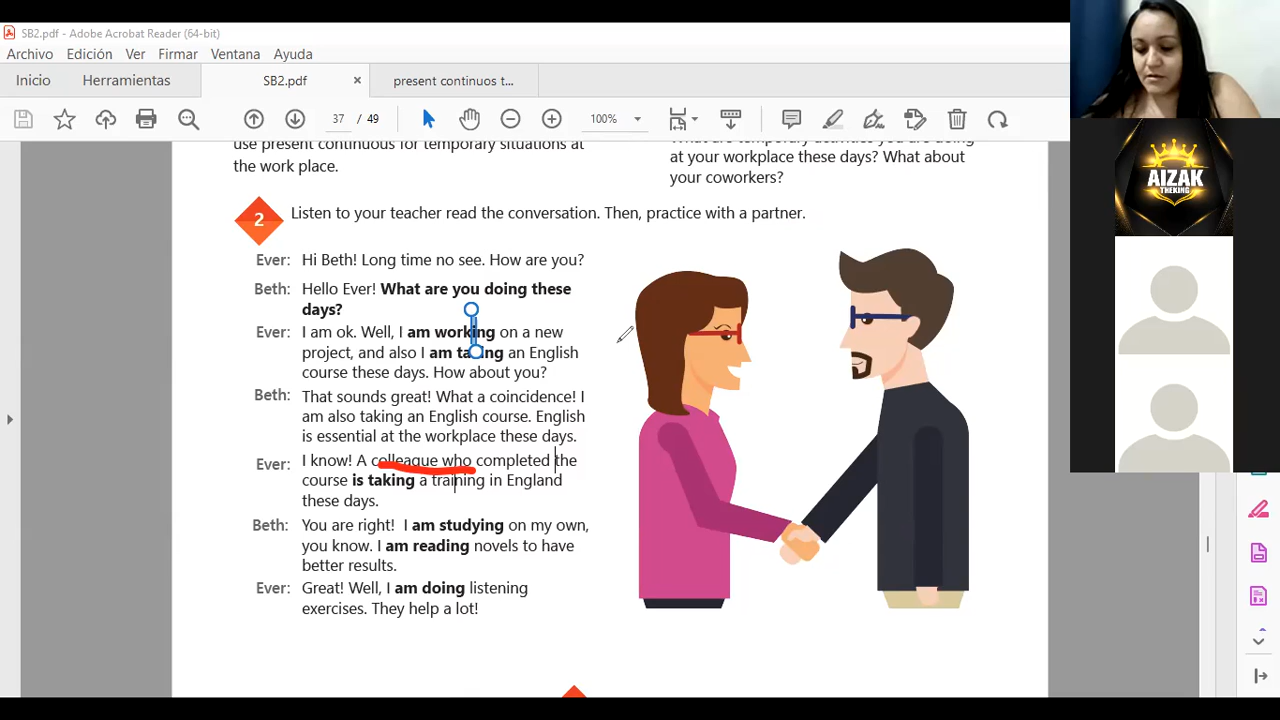 SB2.pdf - Adobe Acrobat Reader (64-bit)
Archivo Edición Ver Firmar Ventana Ayuda
Inicio Herramientas SB2.pdf × present continuos t...
37 / 49 100%
use present continuous for temporary situations at
the work place.
What are temporary activities you are doing
at your workplace these days? What about
your coworkers?
2 Listen to your teacher read the conversation. Then, practice with a partner.
Ever: Hi Beth! Long time no see. How are you?
Beth: Hello Ever! What are you doing these
days?
Ever: I am ok. Well, I am working on a new
project, and also I am taking an English
course these days. How about you?
Beth: That sounds great! What a coincidence! I
am also taking an English course. English
is essential at the workplace these days.
Ever: I know! A colleague who completed the
course is taking a training in England
these days.
Beth: You are right! I am studying on my own,
you know. I am reading novels to have
better results.
Ever: Great! Well, I am doing listening
exercises. They help a lot!
AIZAK
THEKING